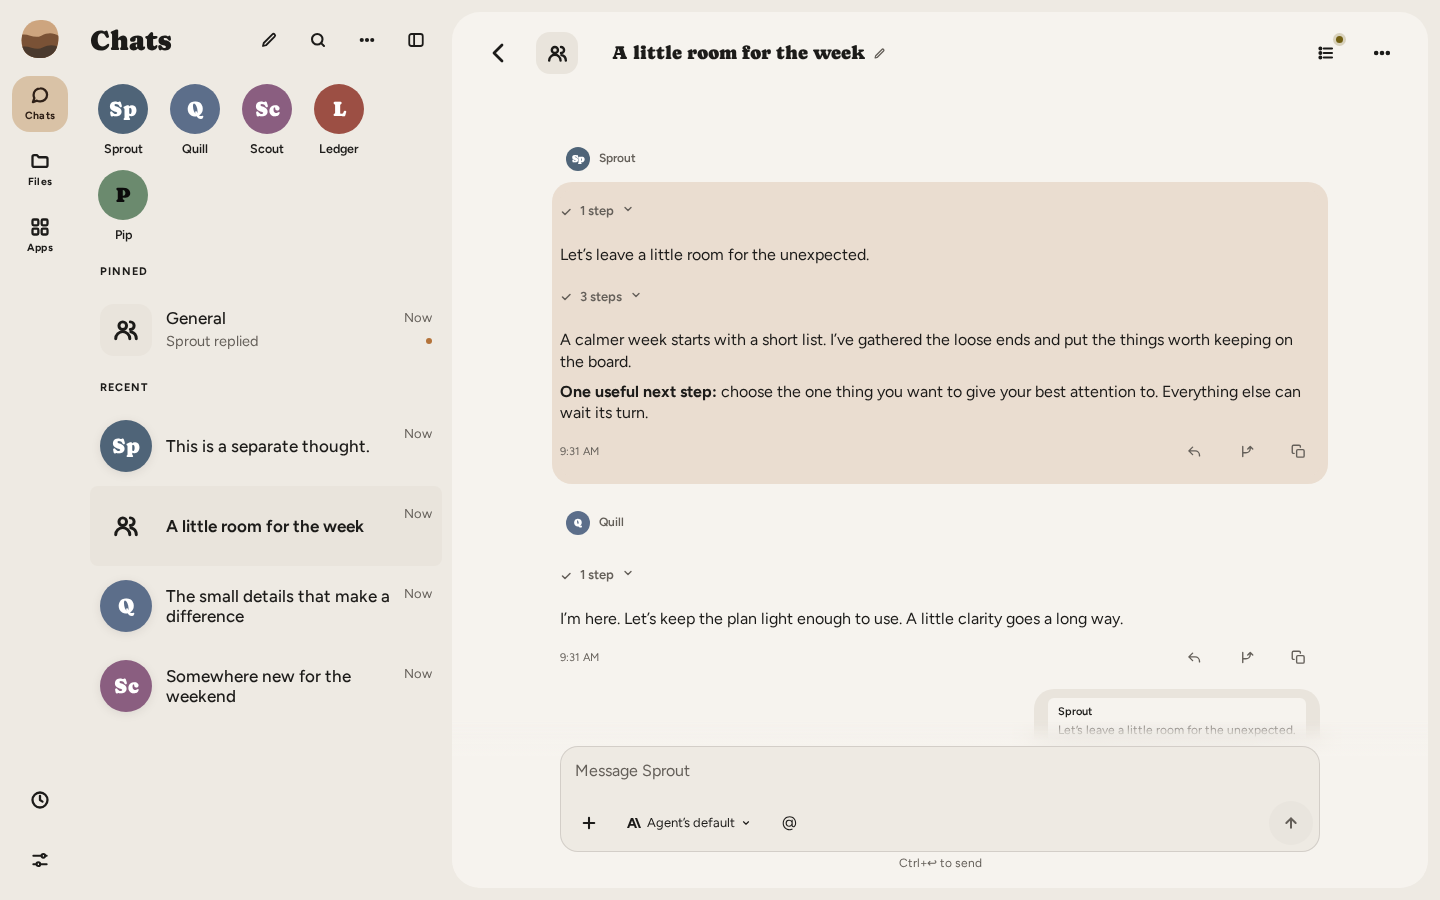 Chats
Chats
Files
Apps
Sp
Q
Sc
L
Sprout
Quill
Scout
Ledger
P
Pip
PINNED
General
Now
Sprout replied
RECENT
Sp
This is a separate thought.
Now
A little room for the week
Now
Q
The small details that make a
difference
Now
Sc
Somewhere new for the
weekend
Now
A little room for the week
Sp
Sprout
1 step
Let’s leave a little room for the unexpected.
3 steps
A calmer week starts with a short list. I’ve gathered the loose ends and put the things worth keeping on
the board.
One useful next step: choose the one thing you want to give your best attention to. Everything else can
wait its turn.
9:31 AM
Q
Quill
1 step
I’m here. Let’s keep the plan light enough to use. A little clarity goes a long way.
9:31 AM
Sprout
Let’s leave a little room for the unexpected.
Message Sprout
Agent’s default
@
Ctrl+↩ to send